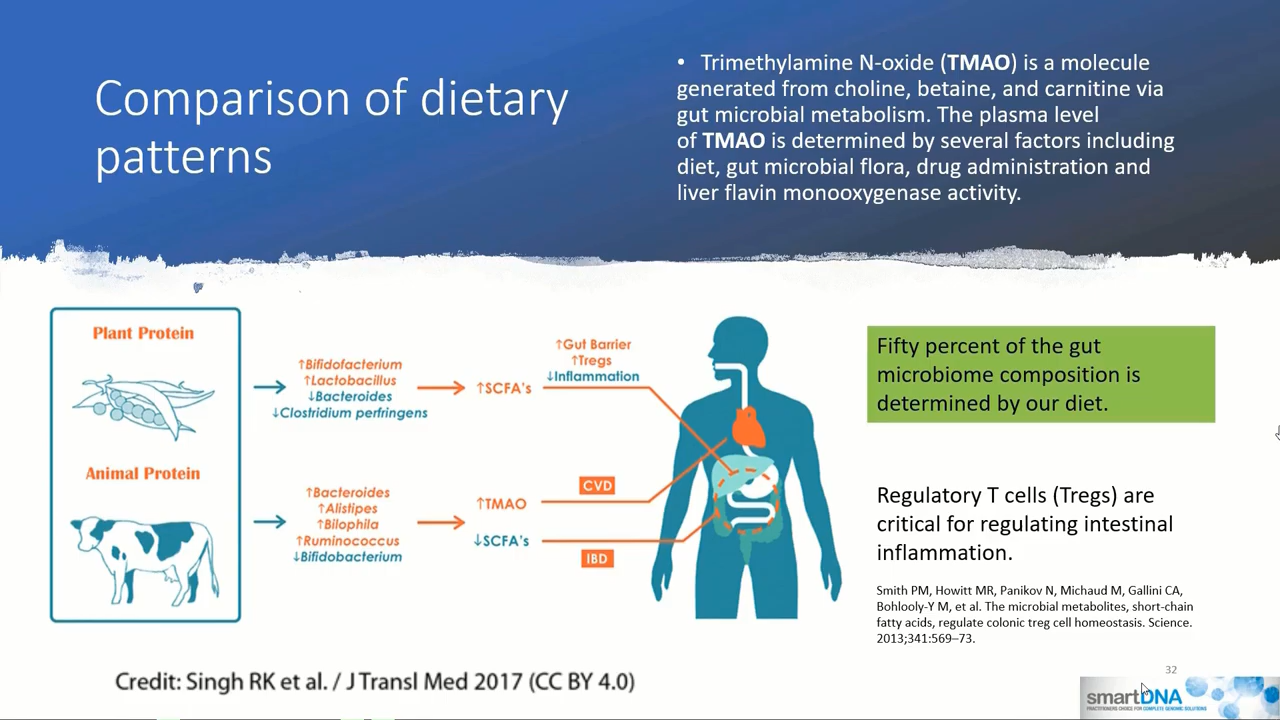 Comparison of dietary
patterns
• Trimethylamine N-oxide (TMAO) is a molecule
generated from choline, betaine, and carnitine via
gut microbial metabolism. The plasma level
of TMAO is determined by several factors including
diet, gut microbial flora, drug administration and
liver flavin monooxygenase activity.
Plant Protein
↑Bifidofacterium
↑Lactobacillus
↓Bacteroides
↓Clostridium perfringens
↑SCFA's
↑Gut Barrier
↑Tregs
↓Inflammation
Animal Protein
↑Bacteroides
↑Alistipes
↑Bilophila
↑Ruminococcus
↓Bifidobacterium
↑TMAO
↓SCFA's
CVD
IBD
Fifty percent of the gut
microbiome composition is
determined by our diet.
Regulatory T cells (Tregs) are
critical for regulating intestinal
inflammation.
Smith PM, Howitt MR, Panikov N, Michaud M, Gallini CA,
Bohlooly-Y M, et al. The microbial metabolites, short-chain
fatty acids, regulate colonic treg cell homeostasis. Science.
2013;341:569–73.
Credit: Singh RK et al. / J Transl Med 2017 (CC BY 4.0)
32
smartDNA
PRACTITIONERS CHOICE FOR COMPLETE GENOMIC SOLUTIONS